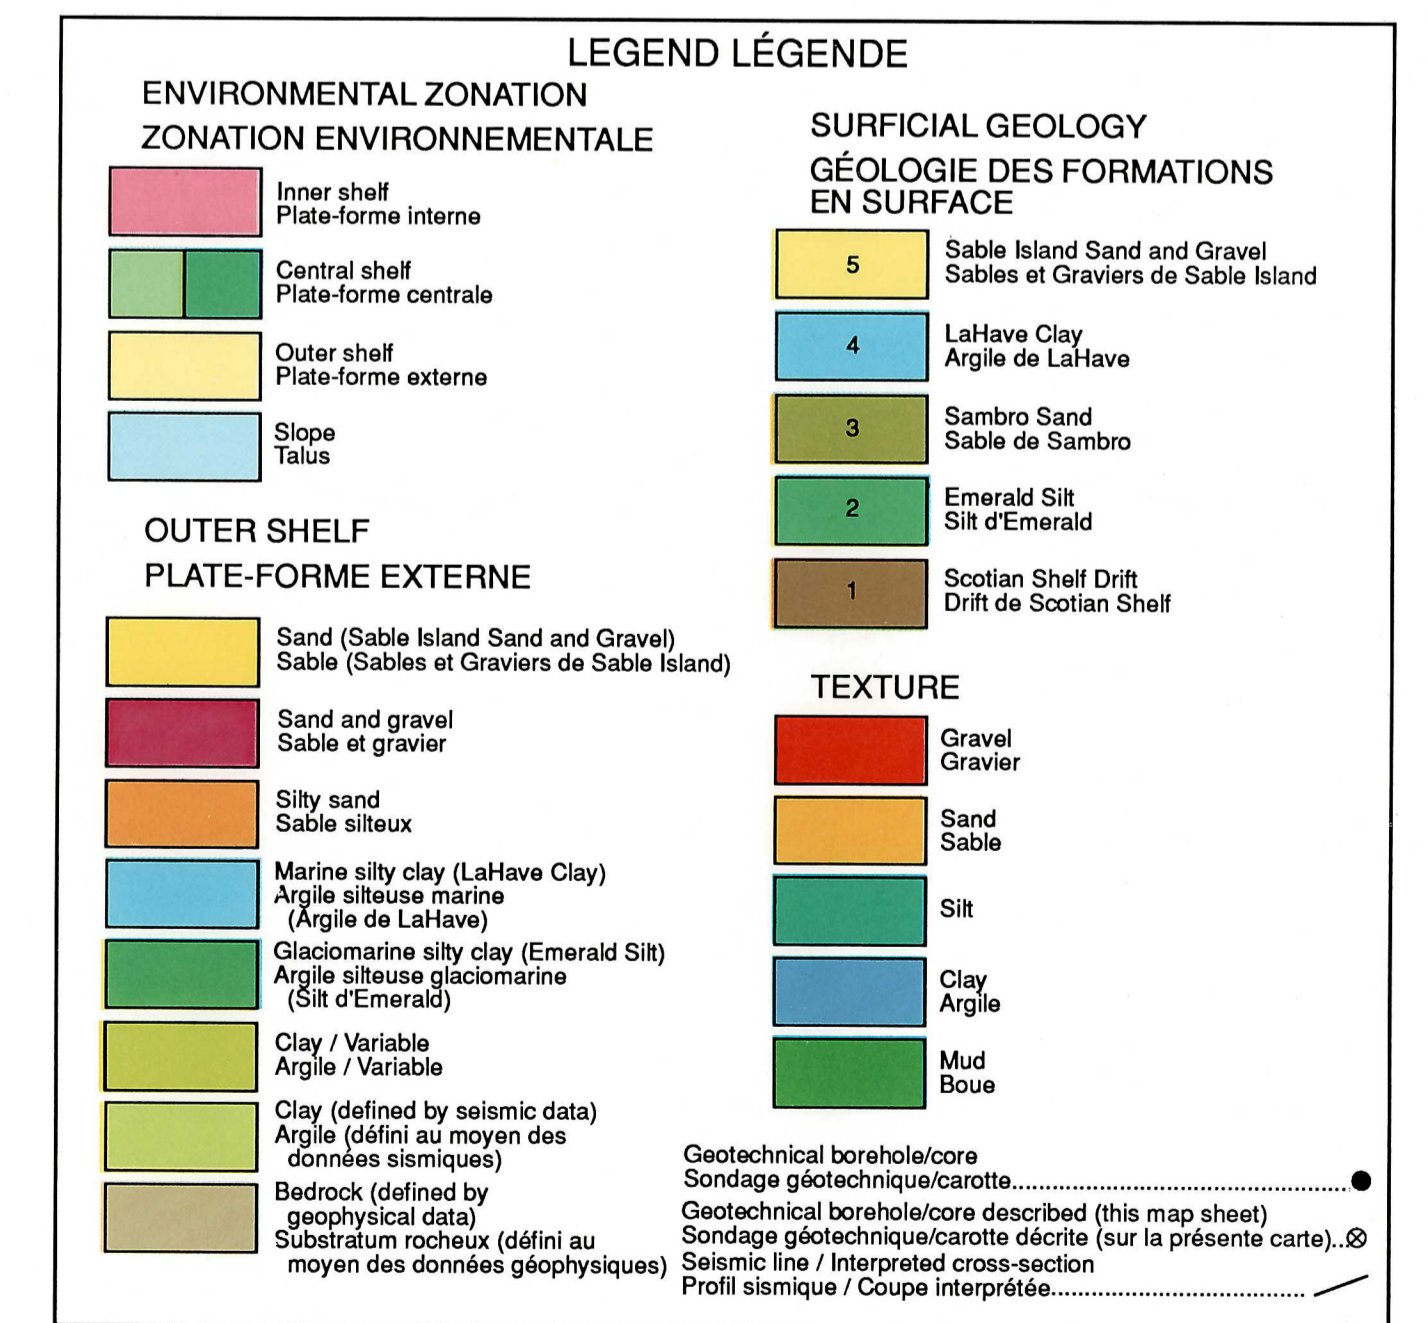 LEGEND LÉGENDE
ENVIRONMENTAL ZONATION
ZONATION ENVIRONNEMENTALE
Inner shelf
Plate-forme interne
Central shelf
Plate-forme centrale
Outer shelf
Plate-forme externe
Slope
Talus
OUTER SHELF
PLATE-FORME EXTERNE
Sand (Sable Island Sand and Gravel)
Sable (Sables et Graviers de Sable Island)
Sand and gravel
Sable et gravier
Silty sand
Sable silteux
Marine silty clay (LaHave Clay)
Argile silteuse marine
(Argile de LaHave)
Glaciomarine silty clay (Emerald Silt)
Argile silteuse glaciomarine
(Silt d'Emerald)
Clay / Variable
Argile / Variable
Clay (defined by seismic data)
Argile (défini au moyen des
données sismiques)
Bedrock (defined by
geophysical data)
Substratum rocheux (défini au
moyen des données géophysiques)
SURFICIAL GEOLOGY
GÉOLOGIE DES FORMATIONS
EN SURFACE
5
Sable Island Sand and Gravel
Sables et Graviers de Sable Island
4
LaHave Clay
Argile de LaHave
3
Sambro Sand
Sable de Sambro
2
Emerald Silt
Silt d'Emerald
1
Scotian Shelf Drift
Drift de Scotian Shelf
TEXTURE
Gravel
Gravier
Sand
Sable
Silt
Clay
Argile
Mud
Boue
Geotechnical borehole/core
Sondage géotechnique/carotte
Geotechnical borehole/core described (this map sheet)
Sondage géotechnique/carotte décrite (sur la présente carte)..
Seismic line / Interpreted cross-section
Profil sismique / Coupe interprétée